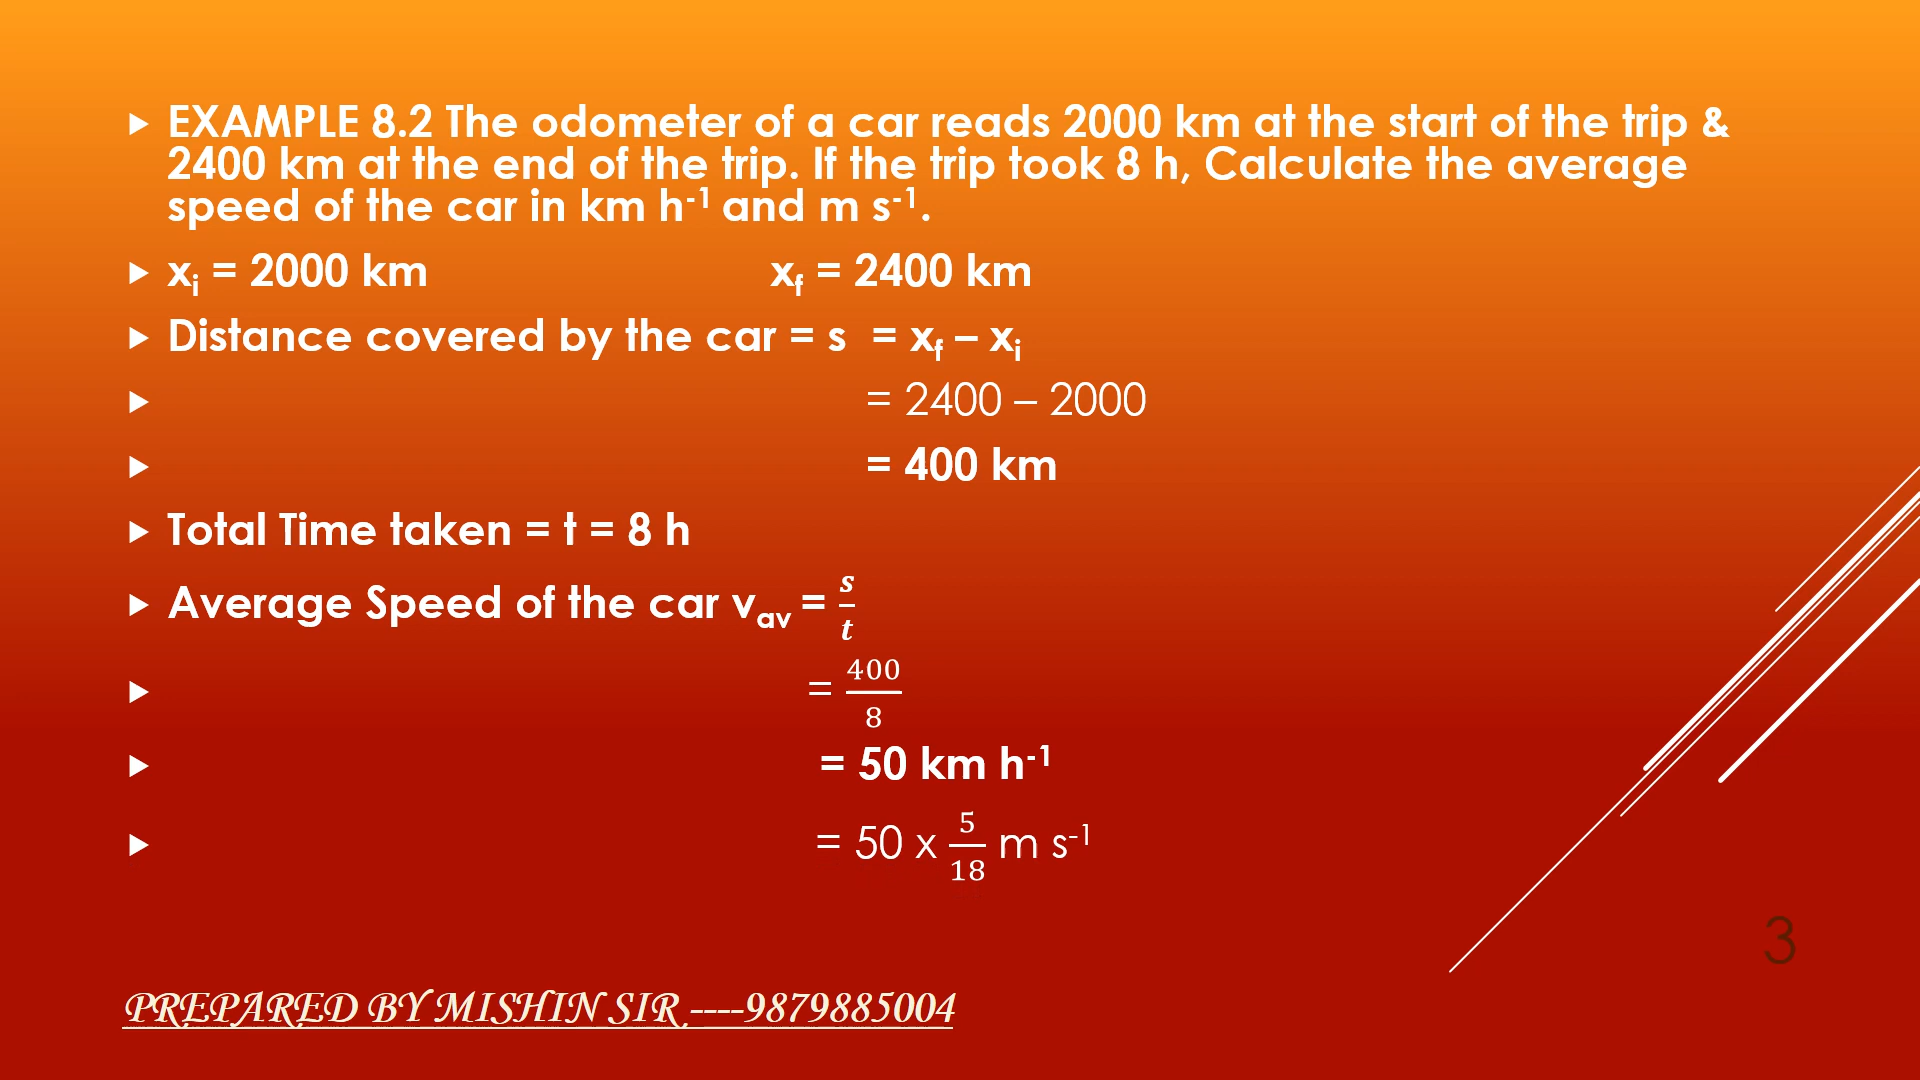 EXAMPLE 8.2 The odometer of a car reads 2000 km at the start of the trip &
2400 km at the end of the trip. If the trip took 8 h, Calculate the average
speed of the car in km h⁻¹ and m s⁻¹.
xᵢ = 2000 km x_f = 2400 km
Distance covered by the car = s = x_f – xᵢ
= 2400 – 2000
= 400 km
Total Time taken = t = 8 h
Average Speed of the car v_av = s/t
= 400/8
= 50 km h⁻¹
= 50 x 5/18 m s⁻¹
3
PREPARED BY MISHIN SIR ----9879885004